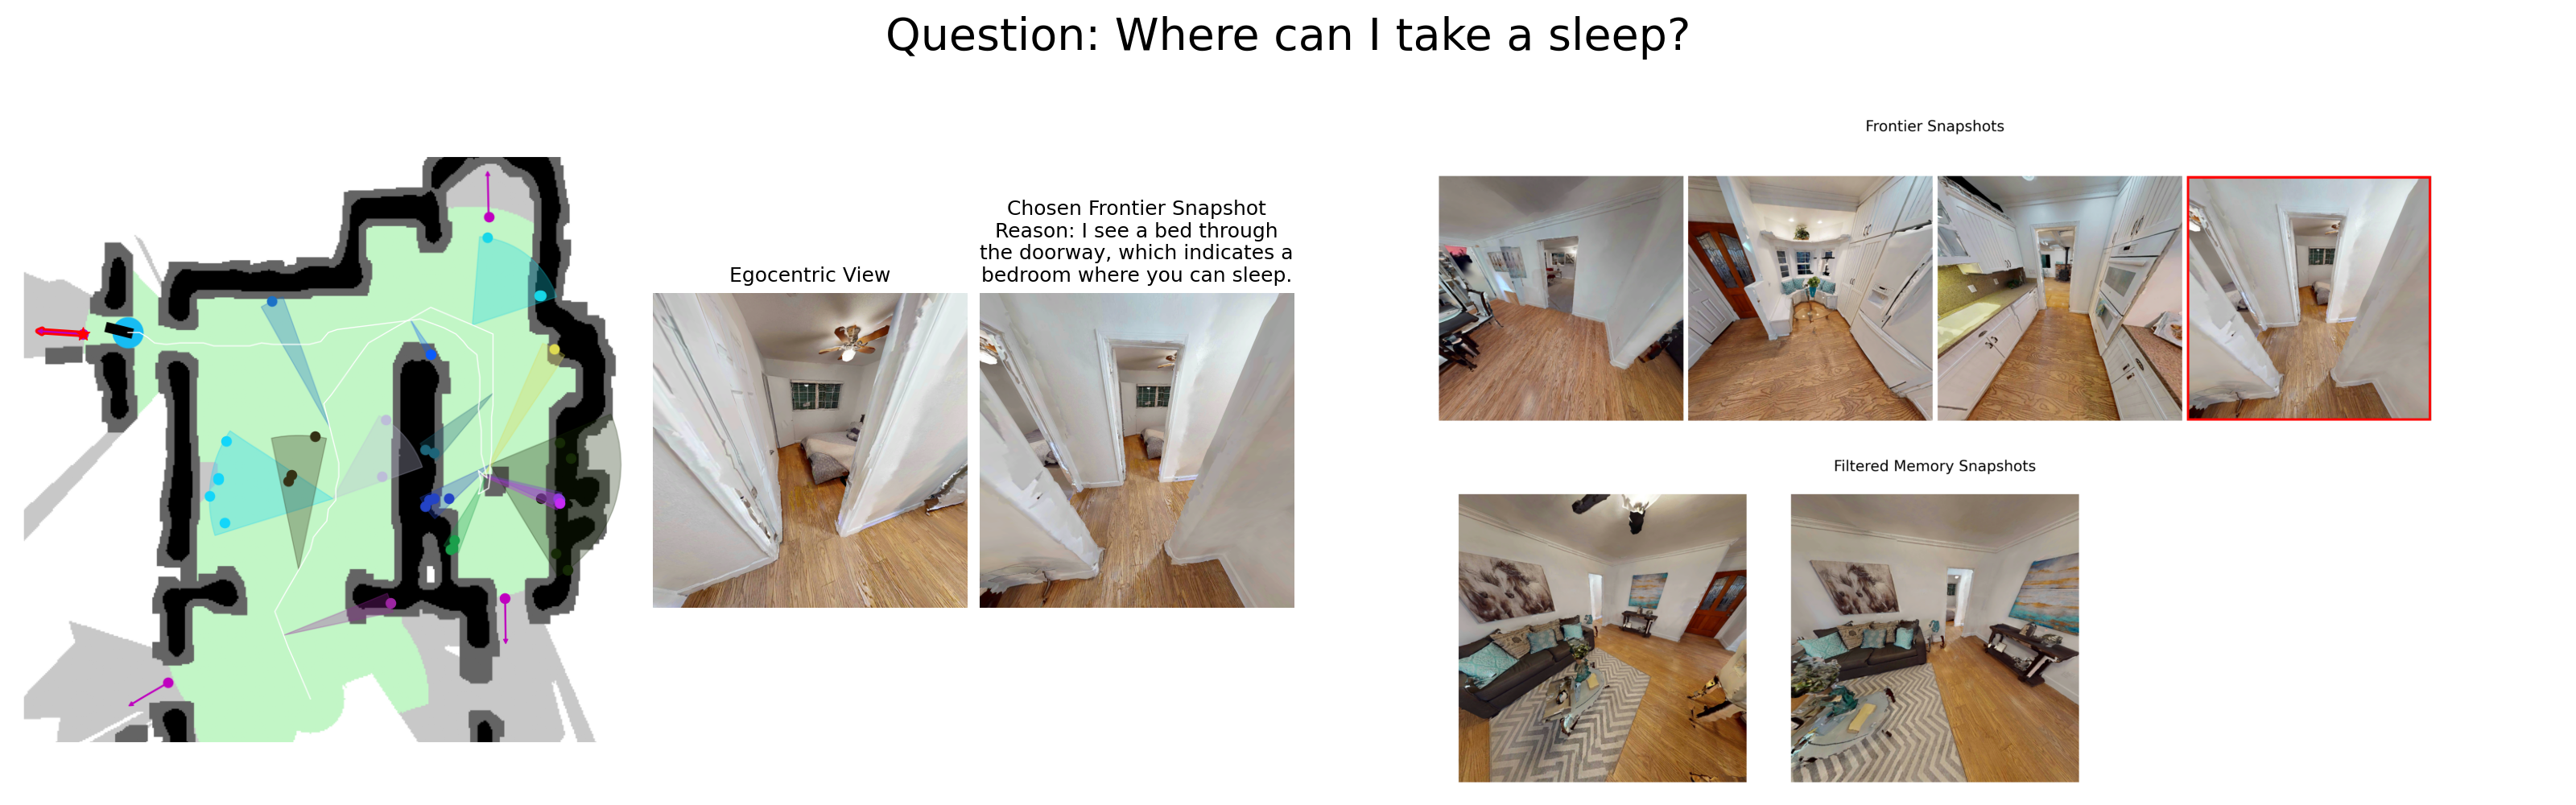 Question: Where can I take a sleep?
Frontier Snapshots
Chosen Frontier Snapshot
Reason: I see a bed through
the doorway, which indicates a
bedroom where you can sleep.
Egocentric View
Filtered Memory Snapshots